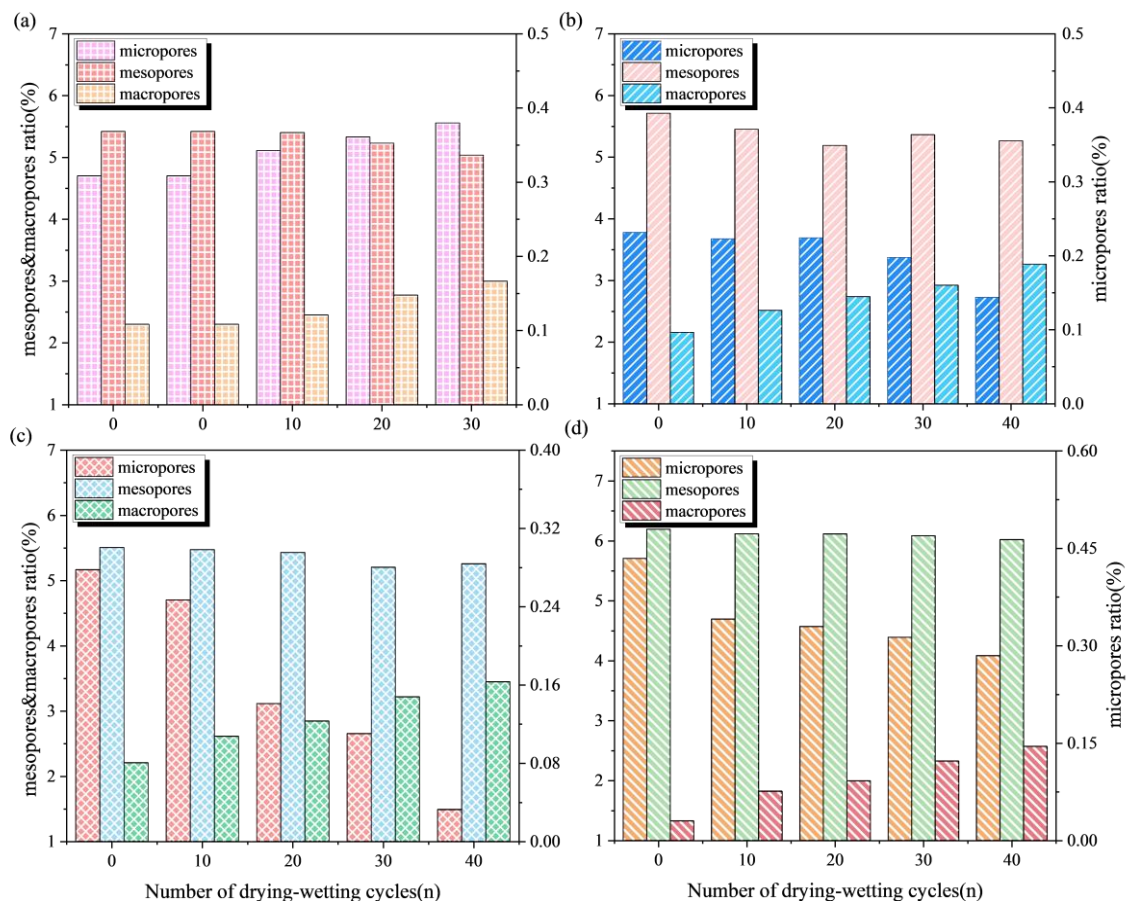 (a)
7
6
5
4
3
2
1
mesopores&macropores ratio(%)
micropores
mesopores
macropores
0.5
0.4
0.3
0.2
0.1
0.0
0 0 10 20 30
(b)
7
6
5
4
3
2
1
micropores
mesopores
macropores
0.5
0.4
0.3
0.2
0.1
0.0
micropores ratio(%)
0 10 20 30 40
(c)
7
6
5
4
3
2
1
mesopores&macropores ratio(%)
micropores
mesopores
macropores
0.40
0.32
0.24
0.16
0.08
0.00
0 10 20 30 40
Number of drying-wetting cycles(n)
(d)
7
6
5
4
3
2
1
micropores
mesopores
macropores
0.60
0.45
0.30
0.15
0.00
micropores ratio(%)
0 10 20 30 40
Number of drying-wetting cycles(n)